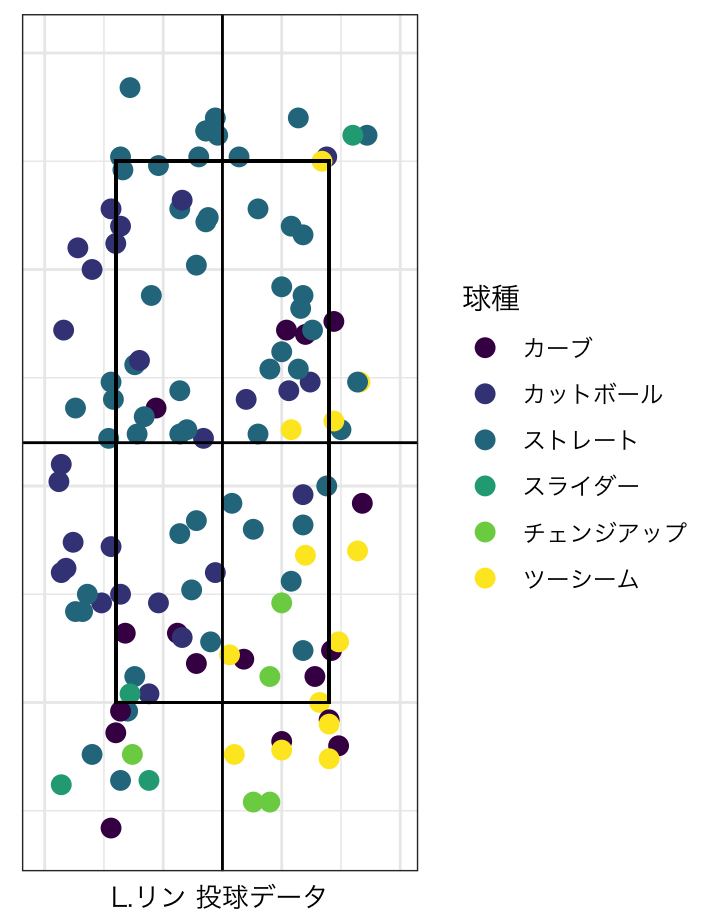 球種
カーブ
カットボール
ストレート
スライダー
チェンジアップ
ツーシーム
L.リン 投球データ